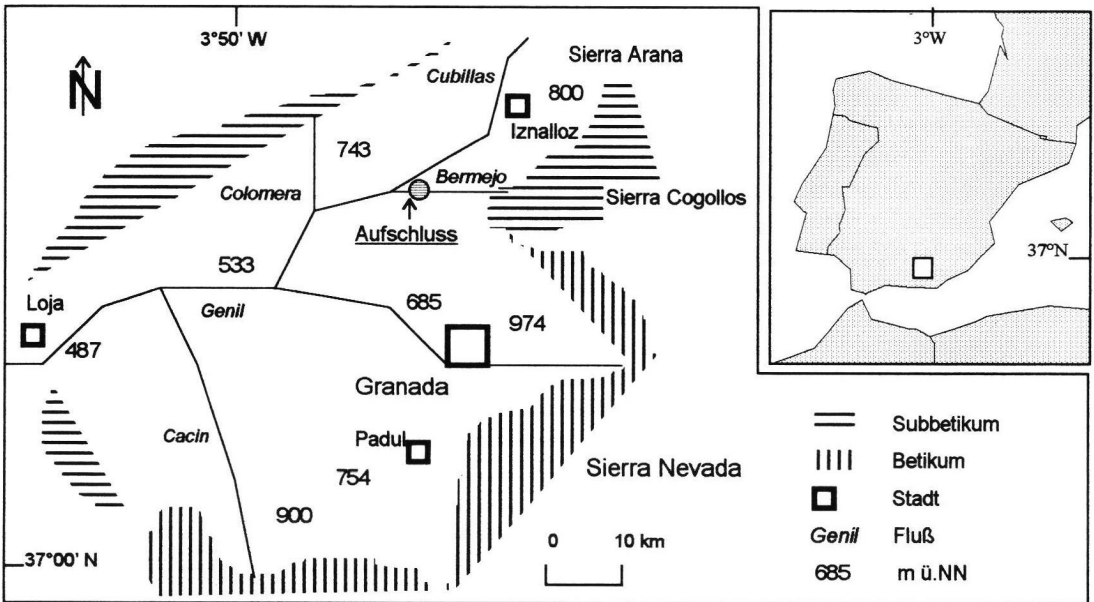 3°50' W
N
Cubillas
Sierra Arana
800
Iznalloz
743
Bermejo
Colomera
Sierra Cogollos
Aufschluss
533
Loja
Genil
685
974
487
Granada
Cacin
Padul
754
Sierra Nevada
900
37°00' N
0 10 km
3°W
37°N
Subbetikum
Betikum
Stadt
Genil Fluß
685 m ü.NN